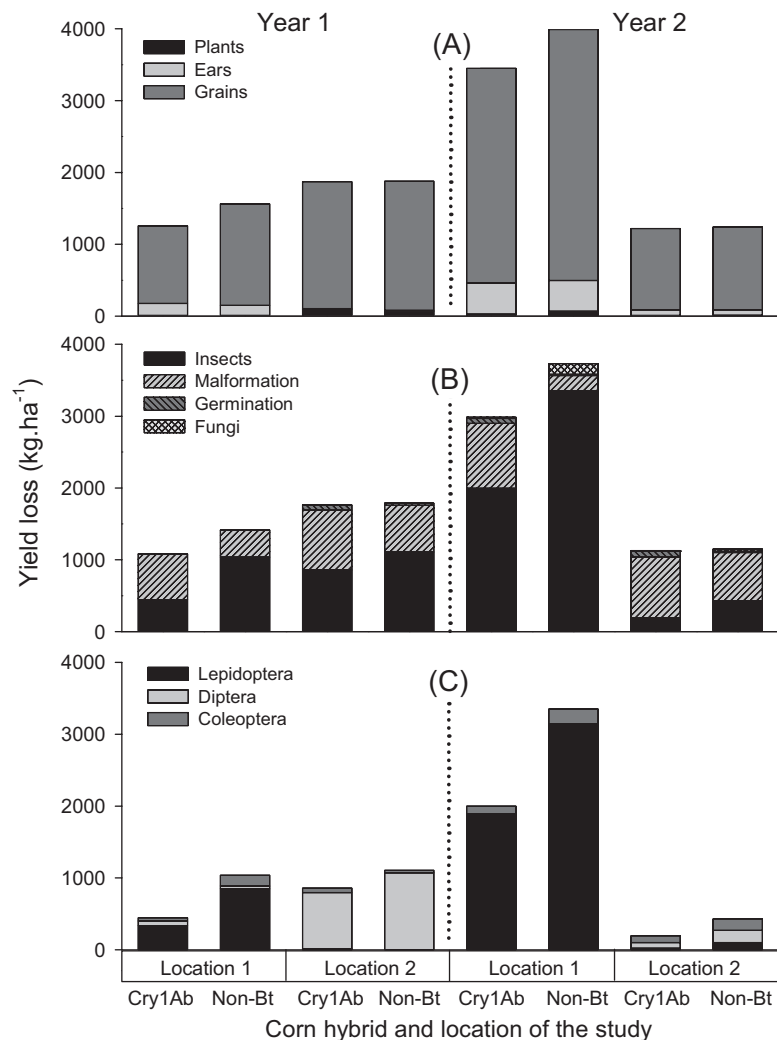 Year 1
Year 2
(A)
Plants
Ears
Grains
4000
3000
2000
1000
0
(B)
Insects
Malformation
Germination
Fungi
4000
3000
2000
1000
0
Yield loss (kg.ha⁻¹)
(C)
Lepidoptera
Diptera
Coleoptera
4000
3000
2000
1000
0
Location 1 Location 2 Location 1 Location 2
Cry1Ab Non-Bt Cry1Ab Non-Bt Cry1Ab Non-Bt Cry1Ab Non-Bt
Corn hybrid and location of the study